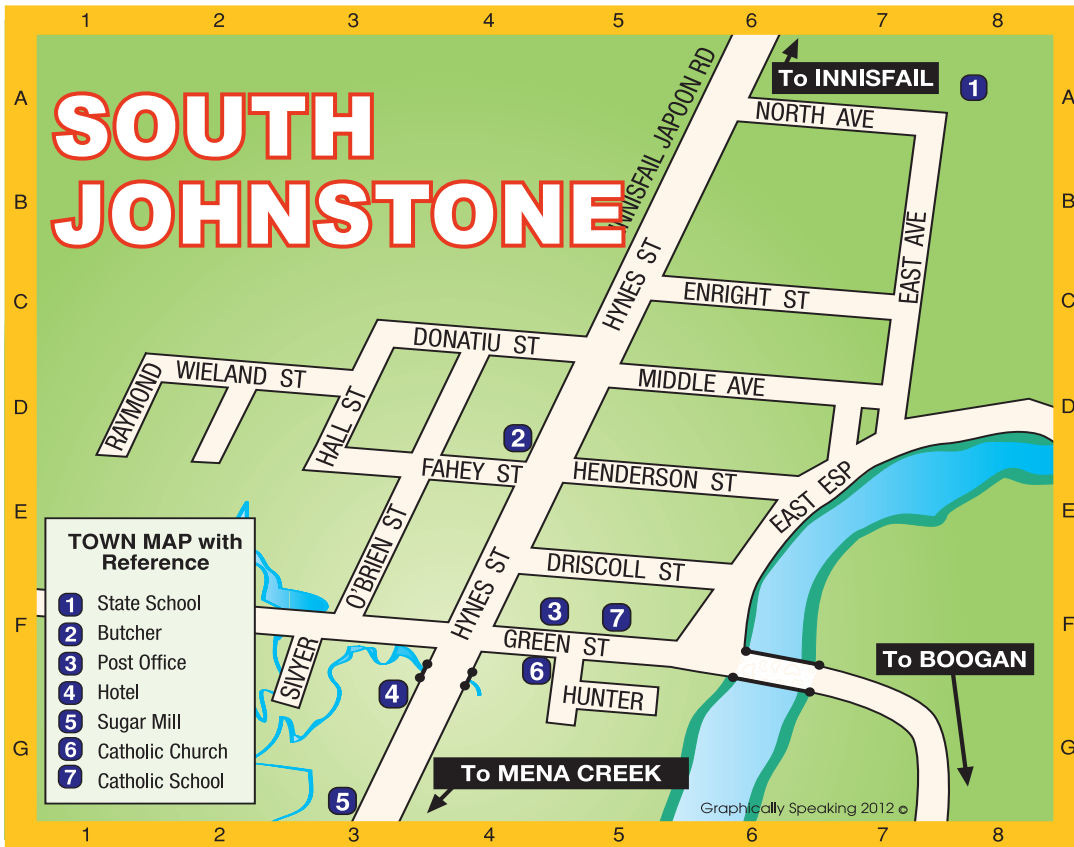 1 2 3 4 5 6 7 8
A
B
C
D
E
F
G
A
B
C
D
E
F
G
SOUTH
JOHNSTONE
To INNISFAIL
1
NORTH AVE
INNISFAIL JAPOON RD
EAST AVE
HYNES ST
ENRIGHT ST
DONATIU ST
WIELAND ST
MIDDLE AVE
RAYMOND
HALL ST
2
FAHEY ST
HENDERSON ST
EAST ESP
O'BRIEN ST
HYNES ST
DRISCOLL ST
3
7
GREEN ST
6
SIVYER
4
HUNTER
To BOOGAN
To MENA CREEK
5
TOWN MAP with
Reference
1 State School
2 Butcher
3 Post Office
4 Hotel
5 Sugar Mill
6 Catholic Church
7 Catholic School
Graphically Speaking 2012 ©
1 2 3 4 5 6 7 8